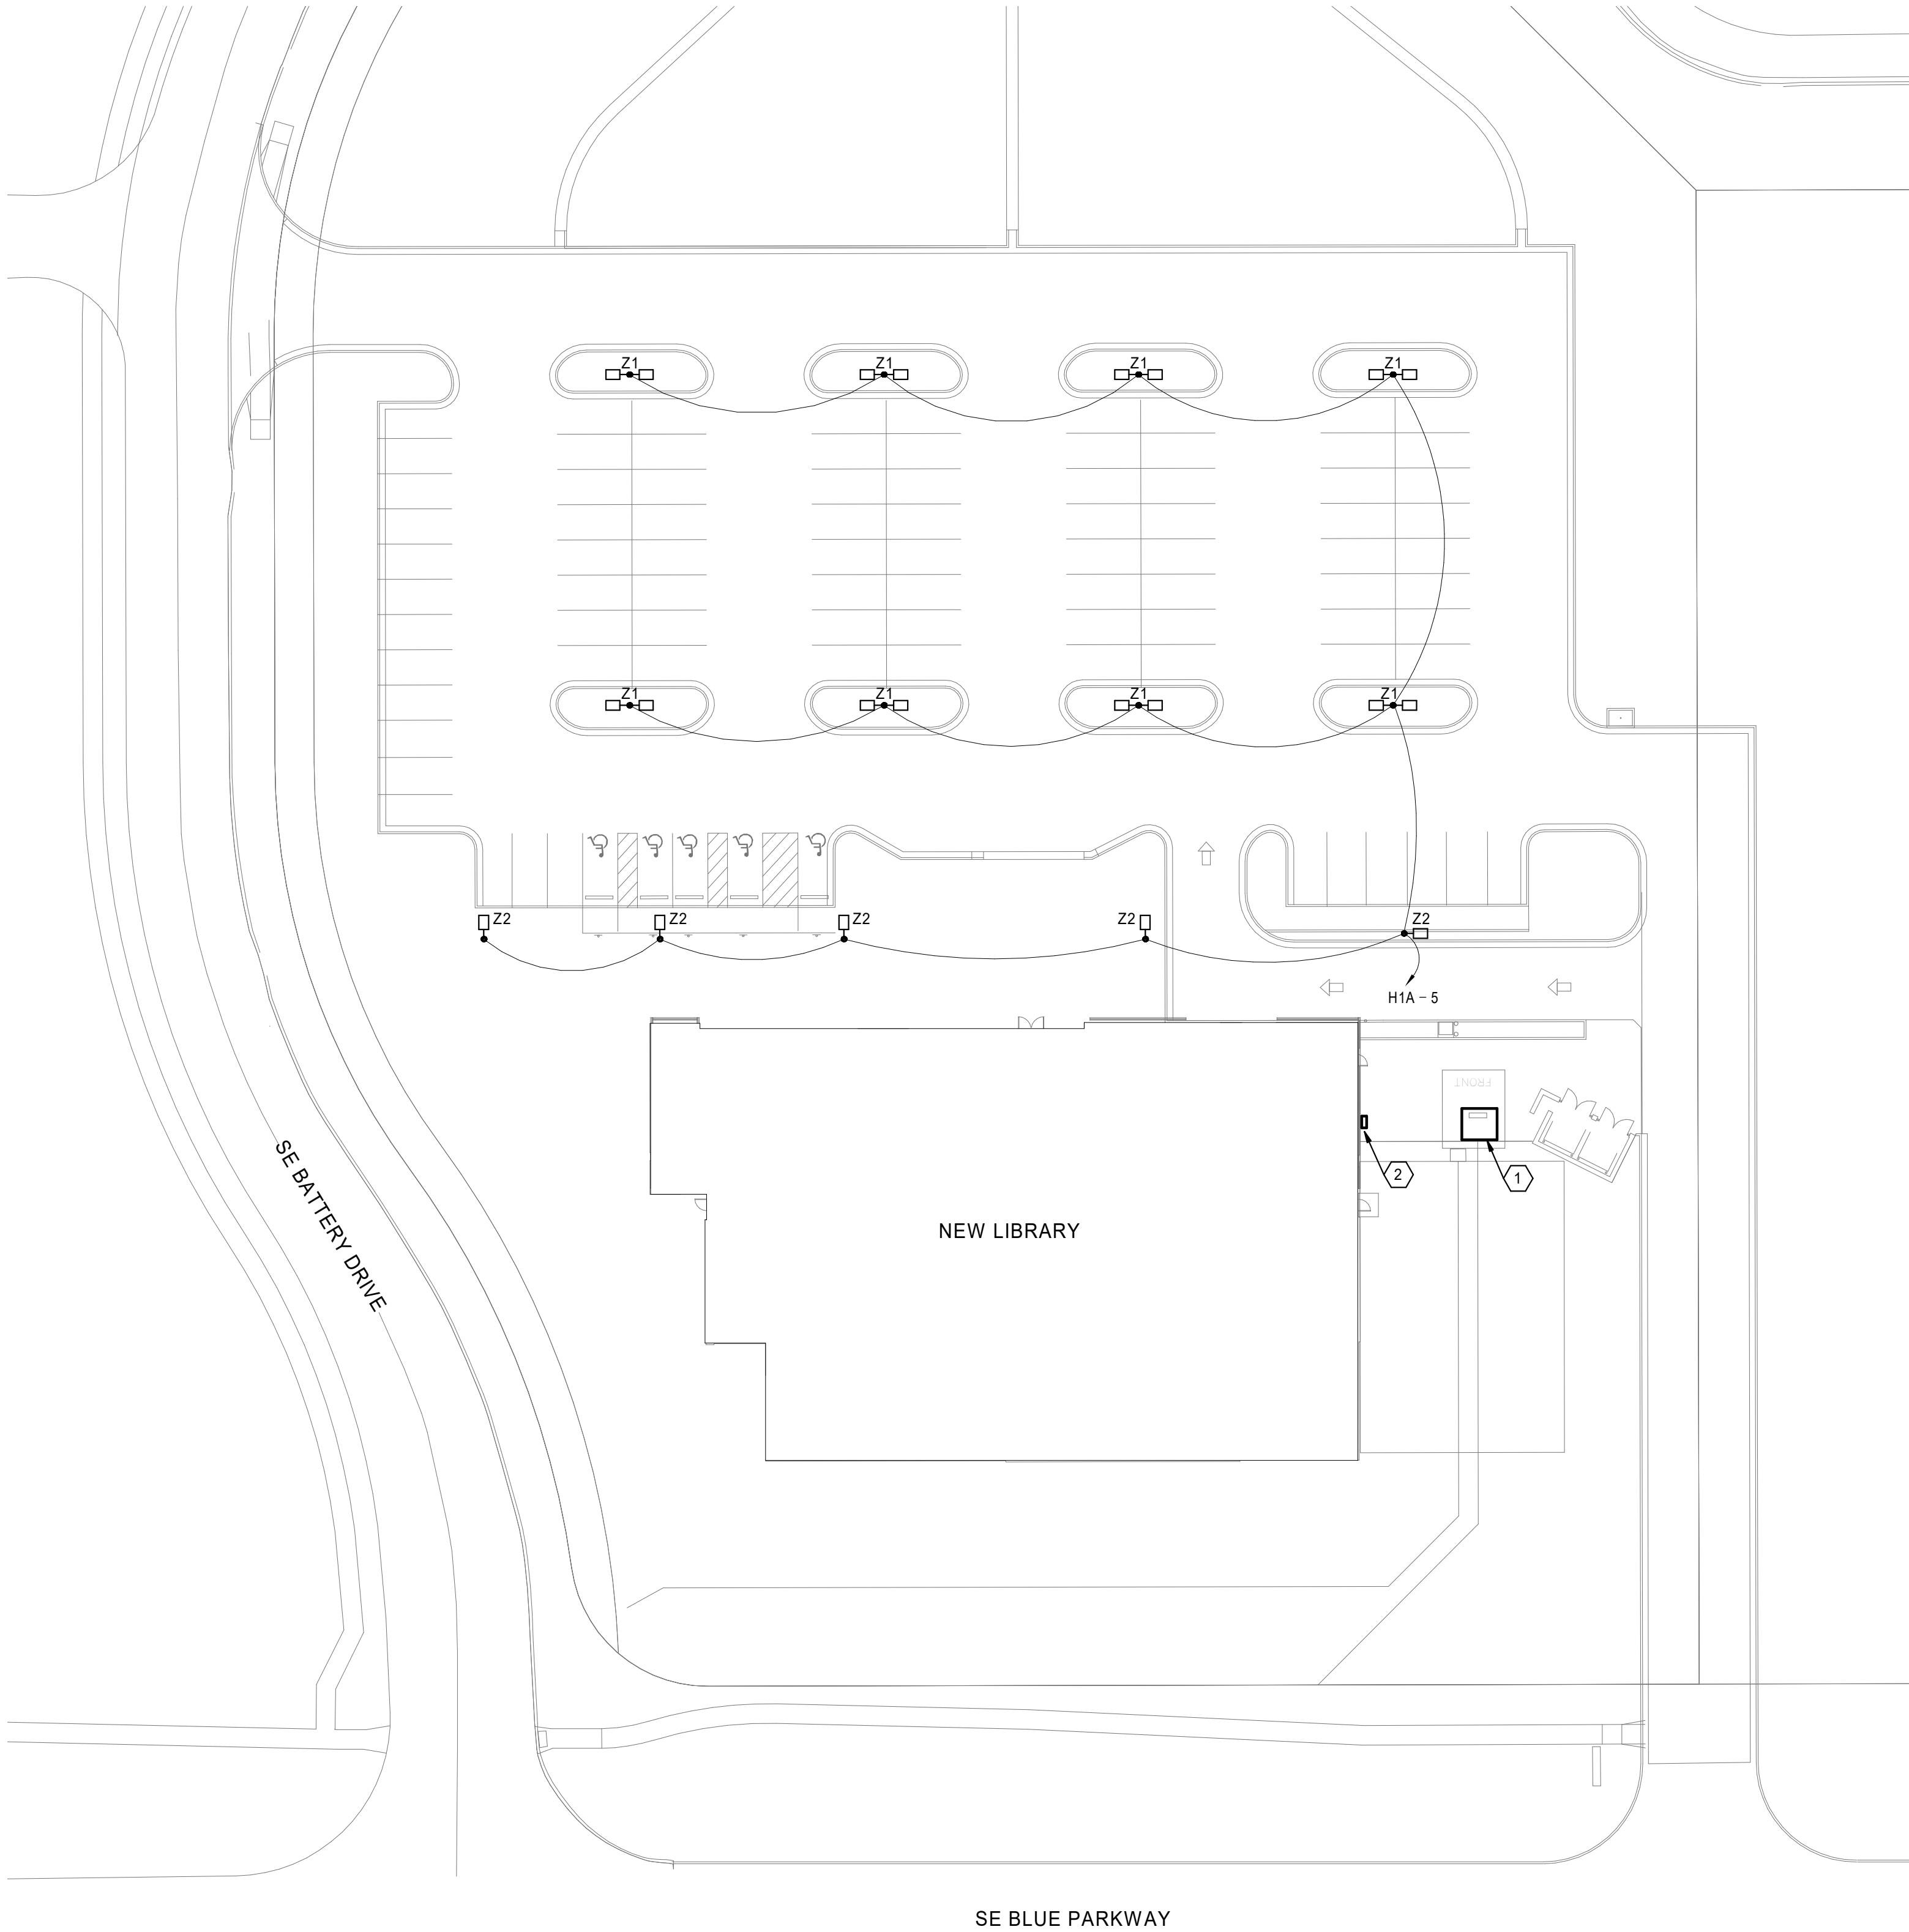 Z1
Z1
Z1
Z1
Z1
Z1
Z1
Z1
Z2
Z2
Z2
Z2
Z2
H1A - 5
FRONT
2
1
SE BATTERY DRIVE
NEW LIBRARY
SE BLUE PARKWAY